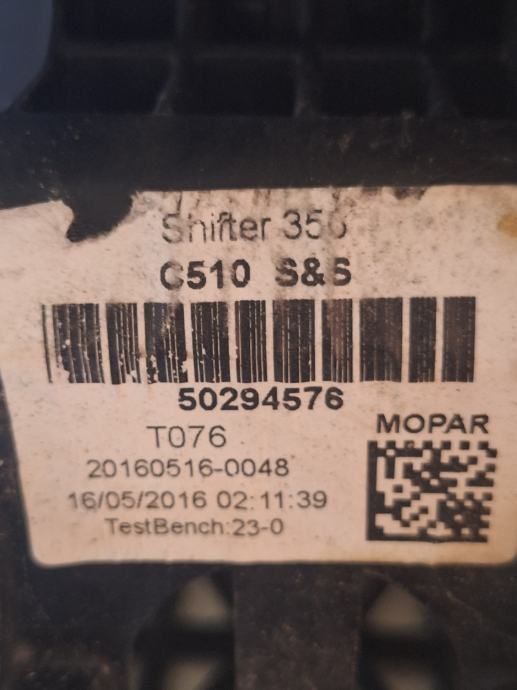 Shifter 356
C510 S&S
50294576
MOPAR
T076
20160516-0048
16/05/2016 02:11:39
TestBench:23-0